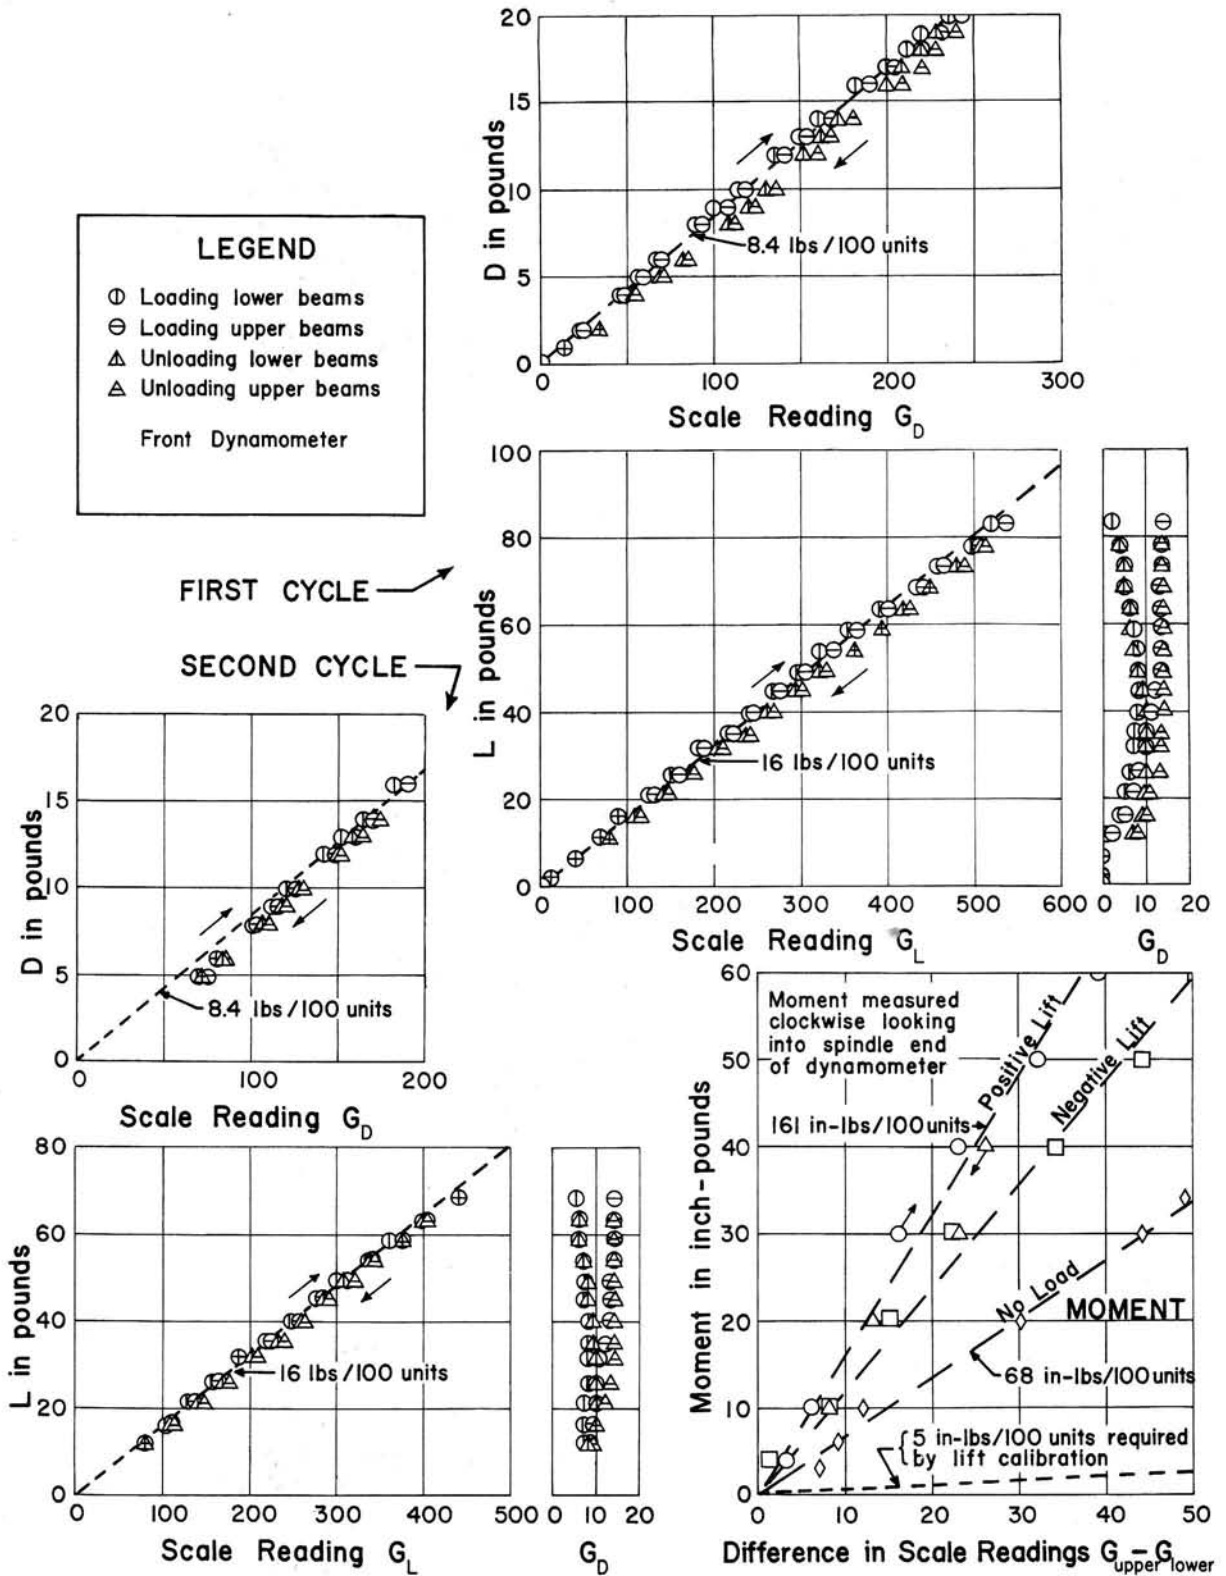 20
15
10
5
0
D in pounds
8.4 lbs/100 units
0 100 200 300
Scale Reading G_D
LEGEND
Loading lower beams
Loading upper beams
Unloading lower beams
Unloading upper beams
Front Dynamometer
FIRST CYCLE
SECOND CYCLE
100
80
60
40
20
0
L in pounds
16 lbs/100 units
0 100 200 300 400 500 600
Scale Reading G_L
0 10 20
G_D
20
15
10
5
0
D in pounds
8.4 lbs/100 units
0 100 200
Scale Reading G_D
80
60
40
20
0
L in pounds
16 lbs/100 units
0 100 200 300 400 500
Scale Reading G_L
0 10 20
G_D
60
50
40
30
20
10
0
Moment in inch-pounds
Moment measured
clockwise looking
into spindle end
of dynamometer
Positive Lift
Negative Lift
161 in-lbs/100 units
No Load
MOMENT
68 in-lbs/100 units
5 in-lbs/100 units required
by lift calibration
0 10 20 30 40 50
Difference in Scale Readings G_upper - G_lower